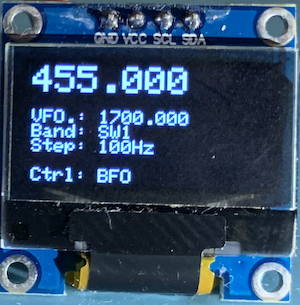 GND VCC SCL SDA
455.000
VFO.: 1700.000
Band: SW1
Step: 100Hz
Ctrl: BFO